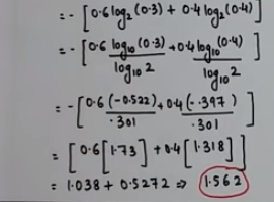 = - [ 0.6 log₂ (0.3) + 0.4 log₂ (0.4) ]
= - [ 0.6 log₁₀ (0.3) / log₁₀ 2 + 0.4 log₁₀ (0.4) / log₁₀ 2 ]
= - [ 0.6 (-0.522) / .301 + 0.4 (-.397) / .301 ]
= [ 0.6 [1.73] + 0.4 [1.318] ]
= 1.038 + 0.5272 ⇒ 1.562